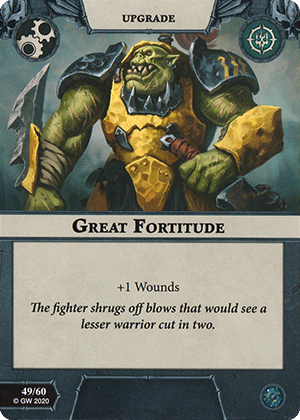 UPGRADE
GREAT FORTITUDE
+1 Wounds
The fighter shrugs off blows that would see a
lesser warrior cut in two.
49/60
© GW 2020